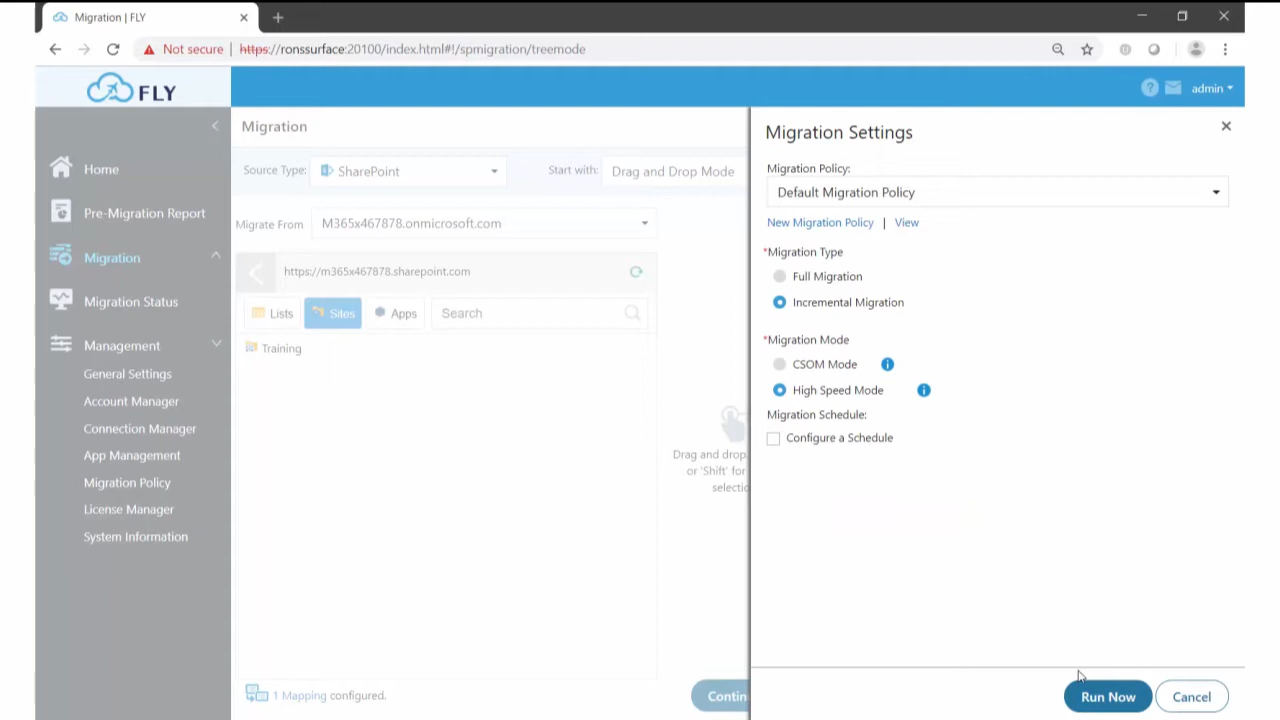 Migration | FLY
Not secure | https://ronssurface:20100/index.html#!/spmigration/treemode
FLY
admin
Home
Pre-Migration Report
Migration
Migration Status
Management
General Settings
Account Manager
Connection Manager
App Management
Migration Policy
License Manager
System Information
Migration
Source Type:
SharePoint
Start with:
Drag and Drop Mode
Migrate From
M365x467878.onmicrosoft.com
https://m365x467878.sharepoint.com
Lists
Sites
Apps
Search
Training
Drag and drop
or 'Shift' for
selectio
1 Mapping configured.
Contin
Migration Settings
Migration Policy:
Default Migration Policy
New Migration Policy | View
*Migration Type
Full Migration
Incremental Migration
*Migration Mode
CSOM Mode
High Speed Mode
Migration Schedule:
Configure a Schedule
Run Now
Cancel